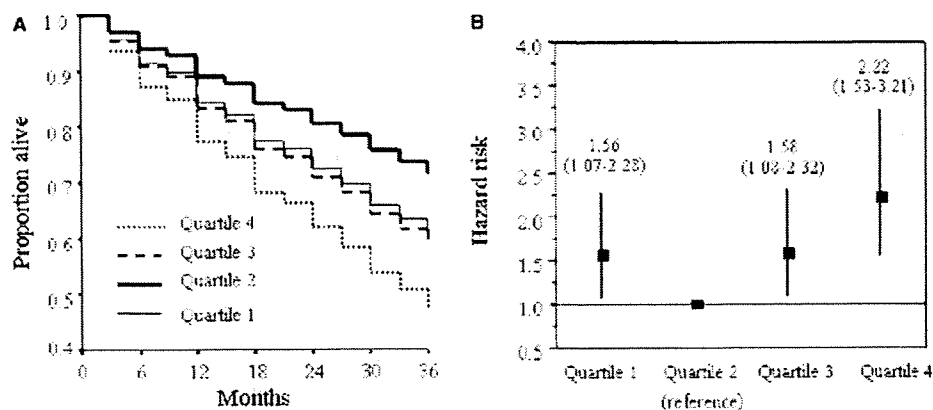 A
1.0
0.9
0.8
0.7
0.6
0.5
0.4
Proportion alive
Quartile 4
Quartile 3
Quartile 2
Quartile 1
0 6 12 18 24 30 36
Months
B
4.0
3.5
3.0
2.5
2.0
1.5
1.0
0.5
Hazard risk
1.56
(1.07-2.28)
1.58
(1.08-2.32)
2.22
(1.53-3.21)
Quartile 1 Quartile 2 Quartile 3 Quartile 4
(reference)